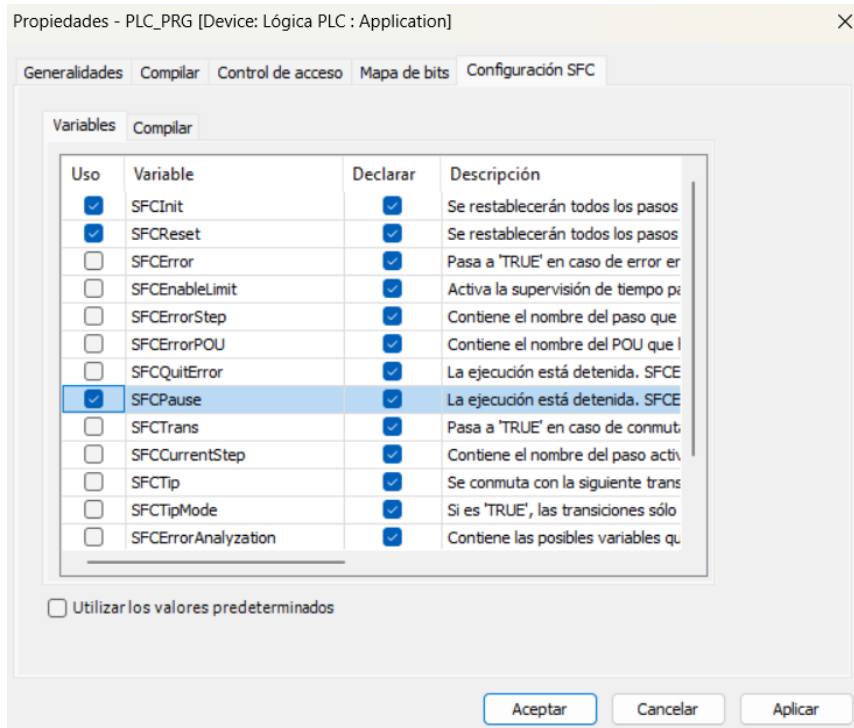 Propiedades - PLC_PRG [Device: Lógica PLC : Application]
Generalidades Compilar Control de acceso Mapa de bits Configuración SFC
Variables Compilar
Uso Variable Declarar Descripción
SFCInit Se restablecerán todos los pasos
SFCReset Se restablecerán todos los pasos
SFCError Pasa a 'TRUE' en caso de error er
SFCEnableLimit Activa la supervisión de tiempo pa
SFCErrorStep Contiene el nombre del paso que
SFCErrorPOU Contiene el nombre del POU que
SFCQuitError La ejecución está detenida. SFCE
SFCPause La ejecución está detenida. SFCE
SFCTrans Pasa a 'TRUE' en caso de conmuta
SFCCurrentStep Contiene el nombre del paso activ
SFCTip Se conmuta con la siguiente trans
SFCTipMode Si es 'TRUE', las transiciones sólo
SFCErrorAnalyzation Contiene las posibles variables qu
Utilizar los valores predeterminados
Aceptar Cancelar Aplicar